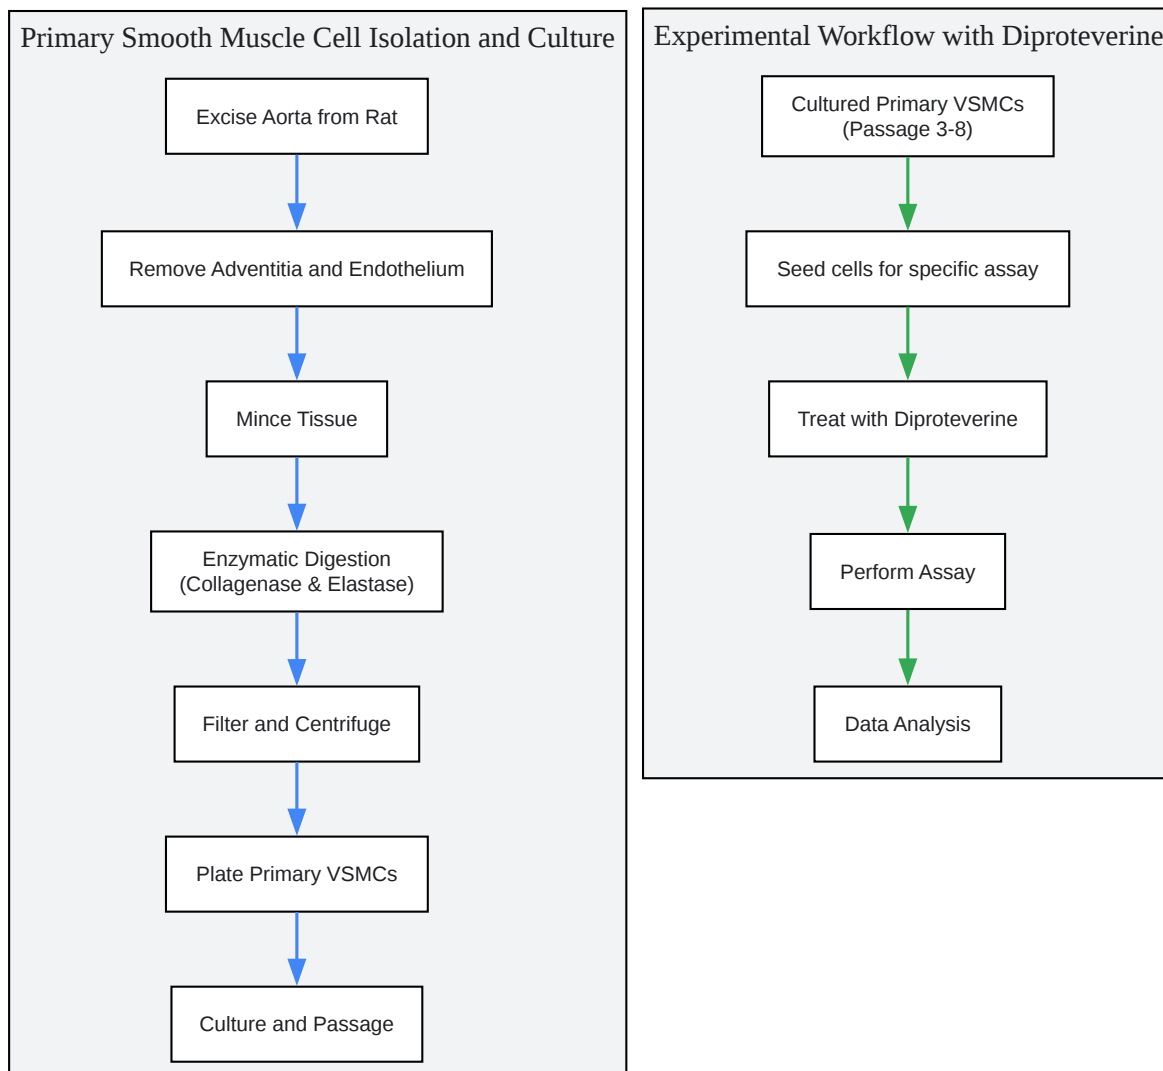 Primary Smooth Muscle Cell Isolation and Culture
Excise Aorta from Rat
Remove Adventitia and Endothelium
Mince Tissue
Enzymatic Digestion
(Collagenase & Elastase)
Filter and Centrifuge
Plate Primary VSMCs
Culture and Passage
Experimental Workflow with Diproteverine
Cultured Primary VSMCs
(Passage 3-8)
Seed cells for specific assay
Treat with Diproteverine
Perform Assay
Data Analysis